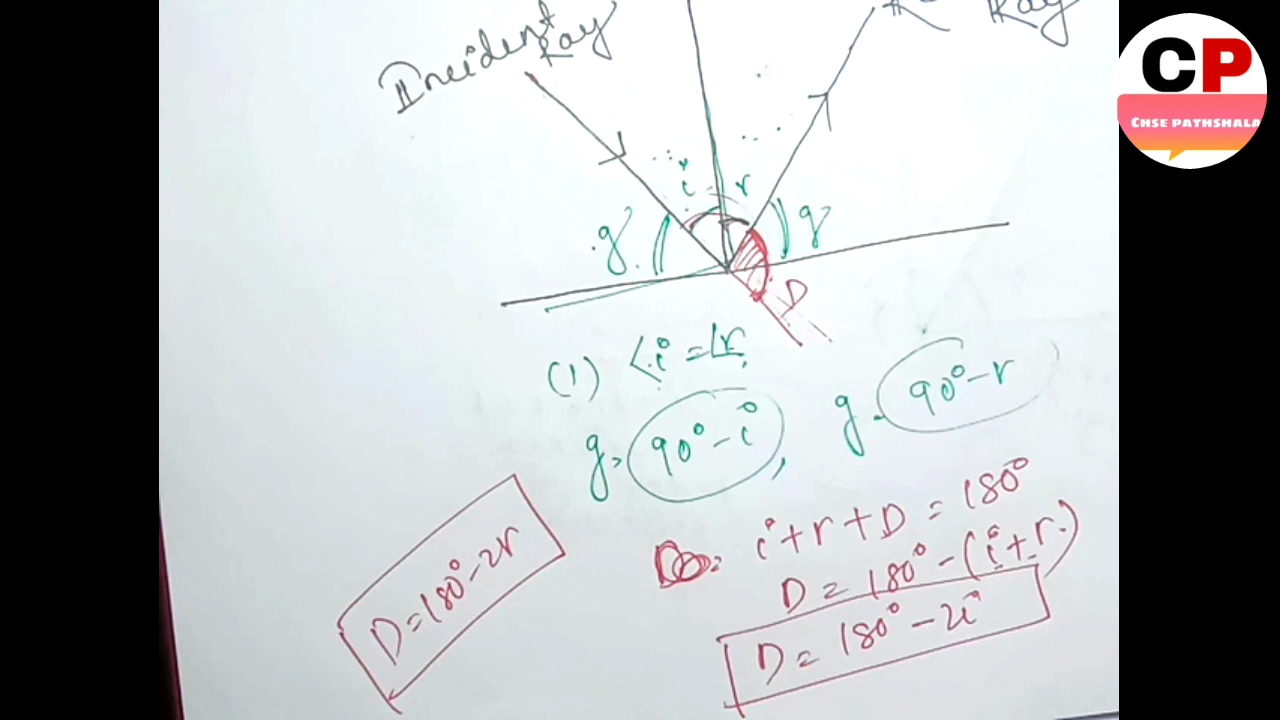 Incident Ray
Ray
i r
g g
D
(1) ∠i = ∠r
g = 90° - i , g = 90° - r
i + r + D = 180°
D = 180° - (i + r)
D = 180° - 2i
D = 180° - 2r
CP
CHSE PATHSHALA